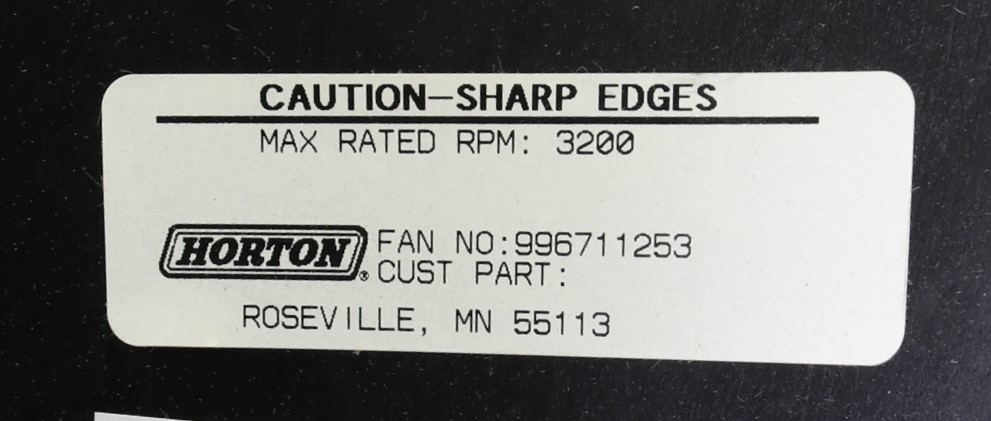 CAUTION-SHARP EDGES
MAX RATED RPM: 3200
HORTON®
FAN NO:996711253
CUST PART:
ROSEVILLE, MN 55113